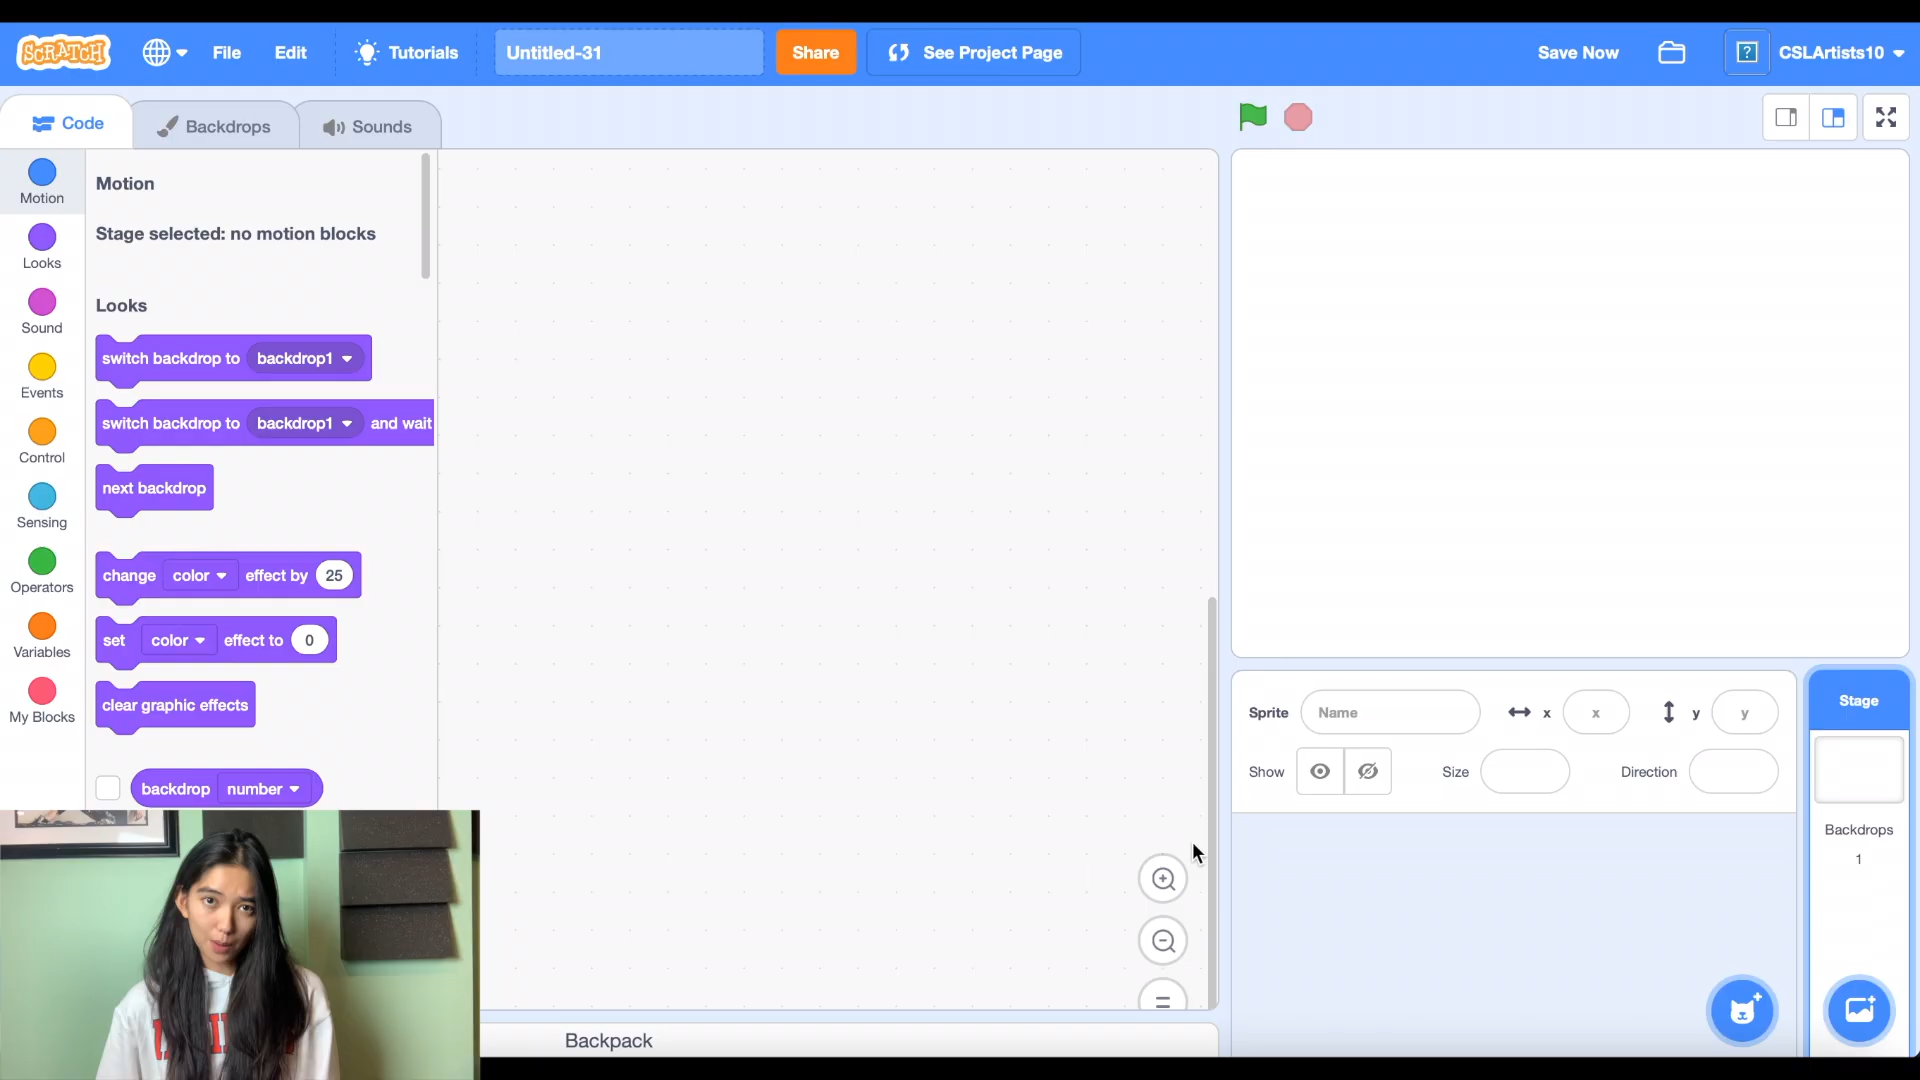 SCRATCH File Edit Tutorials Untitled-31 Share See Project Page Save Now CSLArtists10
Code Backdrops Sounds
Motion
Looks
Sound
Events
Control
Sensing
Operators
Variables
My Blocks
Motion
Stage selected: no motion blocks
Looks
switch backdrop to backdrop1
switch backdrop to backdrop1 and wait
next backdrop
change color effect by 25
set color effect to 0
clear graphic effects
backdrop number
Backpack
Sprite Name x x y y
Show Size Direction
Stage
Backdrops
1